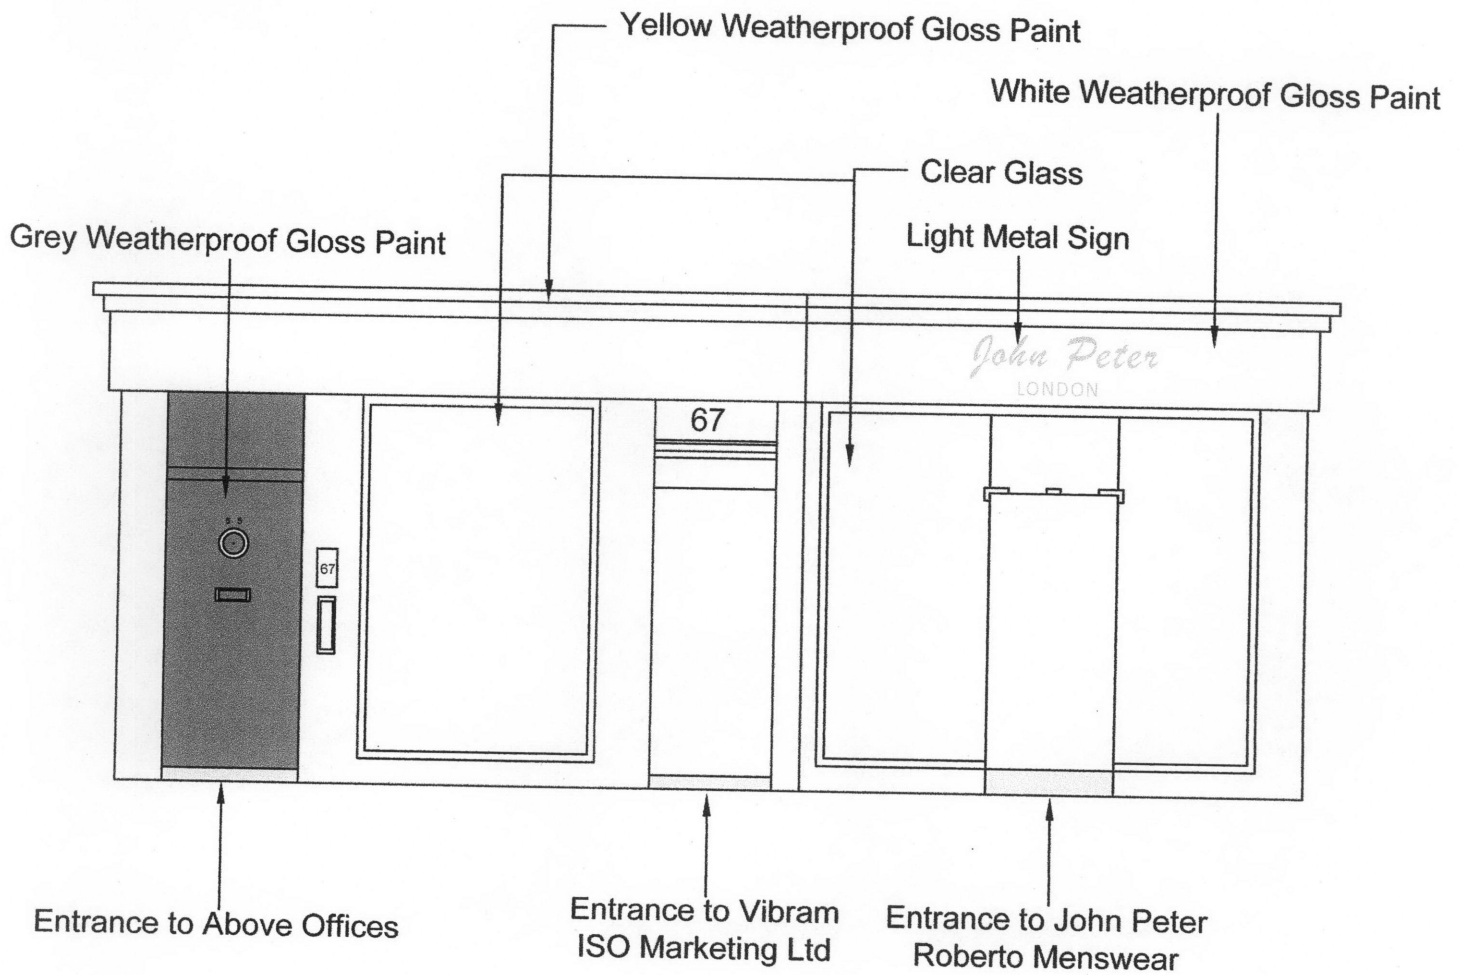 Yellow Weatherproof Gloss Paint
White Weatherproof Gloss Paint
Clear Glass
Grey Weatherproof Gloss Paint
Light Metal Sign
John Peter
LONDON
67
67
Entrance to Above Offices
Entrance to Vibram
ISO Marketing Ltd
Entrance to John Peter
Roberto Menswear